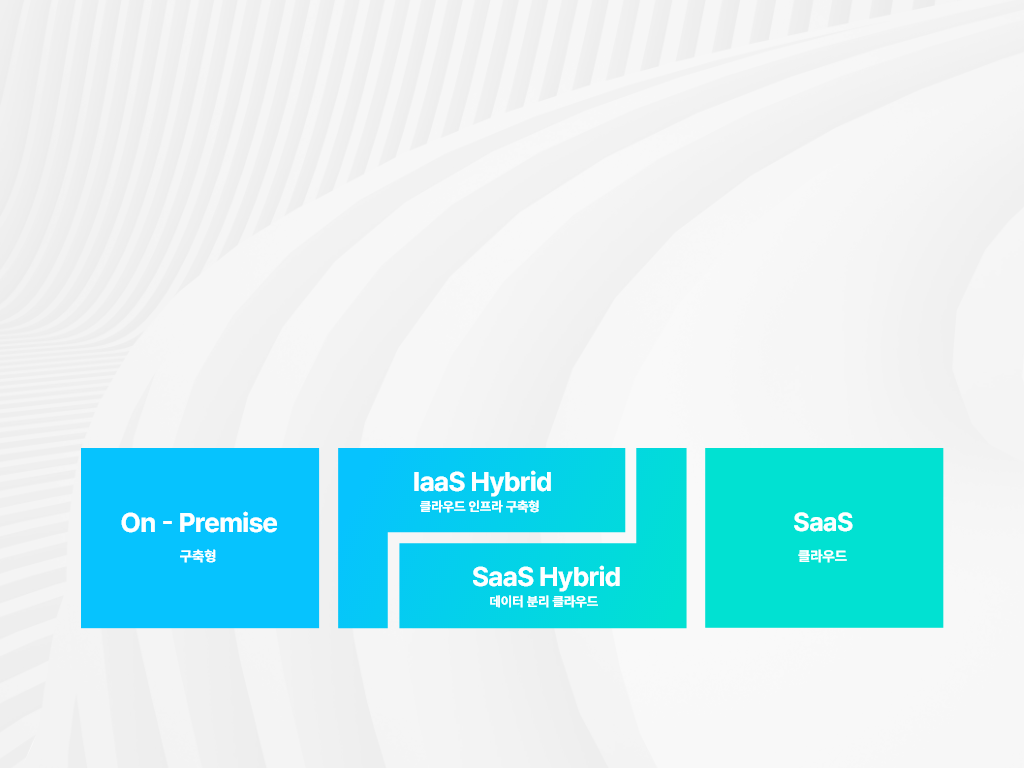 On - Premise
구축형
IaaS Hybrid
클라우드 인프라 구축형
SaaS Hybrid
데이터 분리 클라우드
SaaS
클라우드